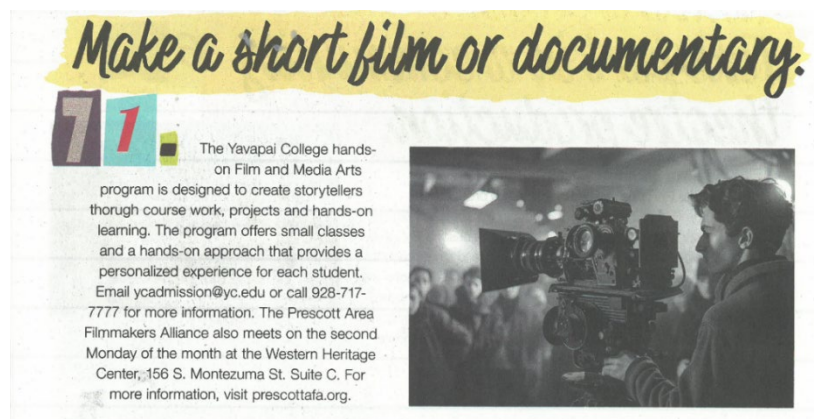 Make a short film or documentary.
71.
The Yavapai College hands-
on Film and Media Arts
program is designed to create storytellers
thorugh course work, projects and hands-on
learning. The program offers small classes
and a hands-on approach that provides a
personalized experience for each student.
Email ycadmission@yc.edu or call 928-717-
7777 for more information. The Prescott Area
Filmmakers Alliance also meets on the second
Monday of the month at the Western Heritage
Center, 156 S. Montezuma St. Suite C. For
more information, visit prescottafa.org.